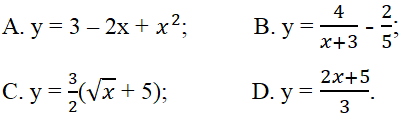 A. y = 3 – 2x + x²; B. y = 4/(x+3) - 2/5;
C. y = 3/2(√x + 5); D. y = (2x+5)/3.